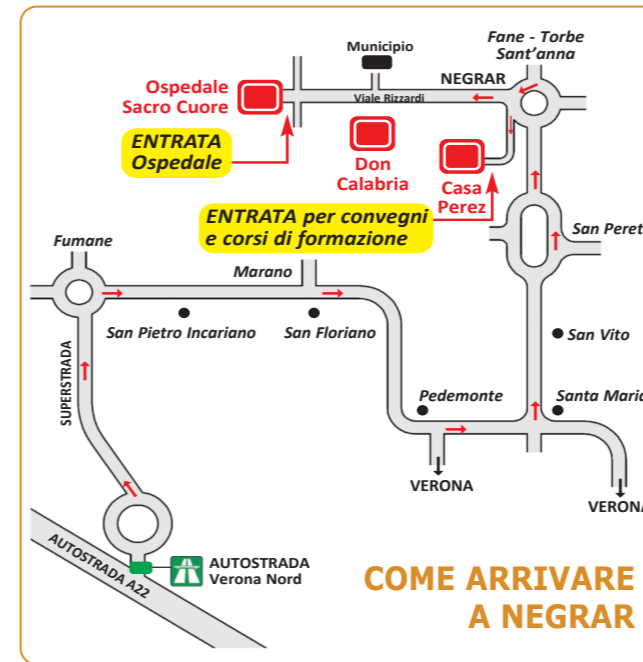 Fane - Torbe
Sant'anna
Municipio
NEGRAR
Ospedale
Sacro Cuore
Viale Rizzardi
ENTRATA
Ospedale
Don
Calabria
Casa
Perez
ENTRATA per convegni
e corsi di formazione
San Peret
Fumane
Marano
San Pietro Incariano
San Floriano
San Vito
SUPERSTRADA
Pedemonte
Santa Maria
VERONA
VERONA
AUTOSTRADA A22
AUTOSTRADA
Verona Nord
COME ARRIVARE
A NEGRAR